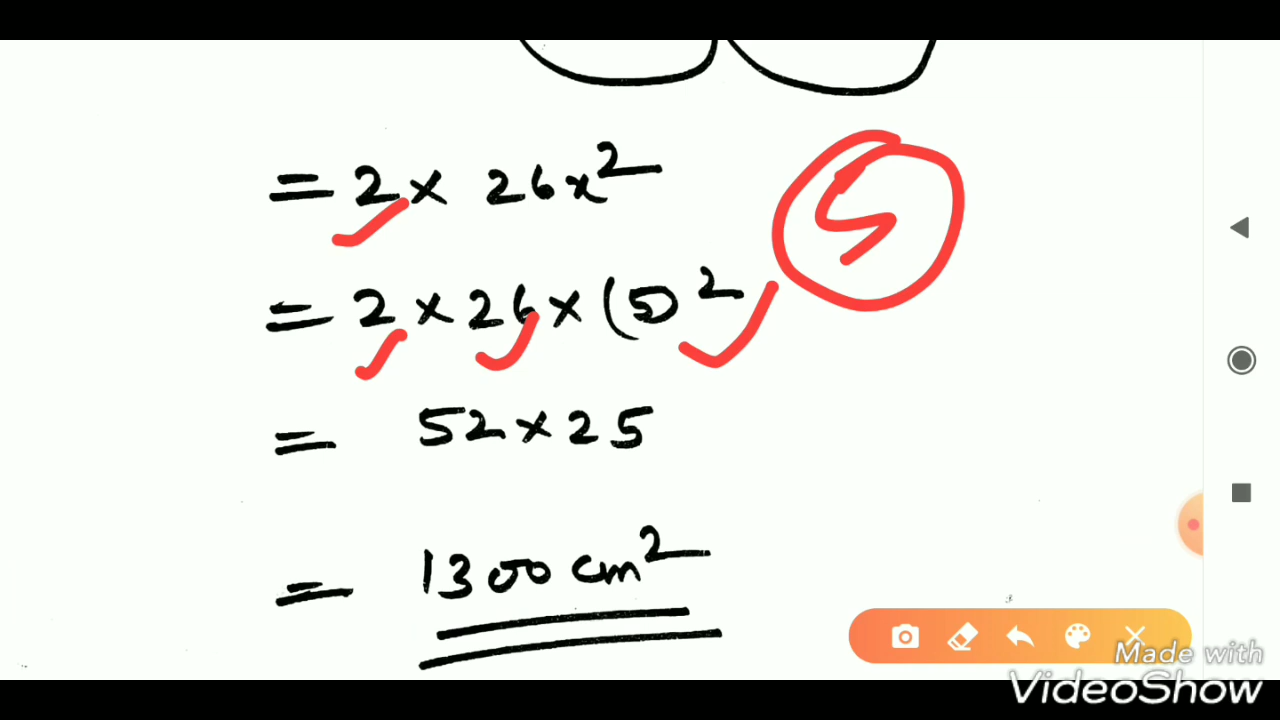 = 2 × 26x²
5
= 2 × 26 × (5)²
= 52 × 25
= 1300 cm²
Made with
VideoShow